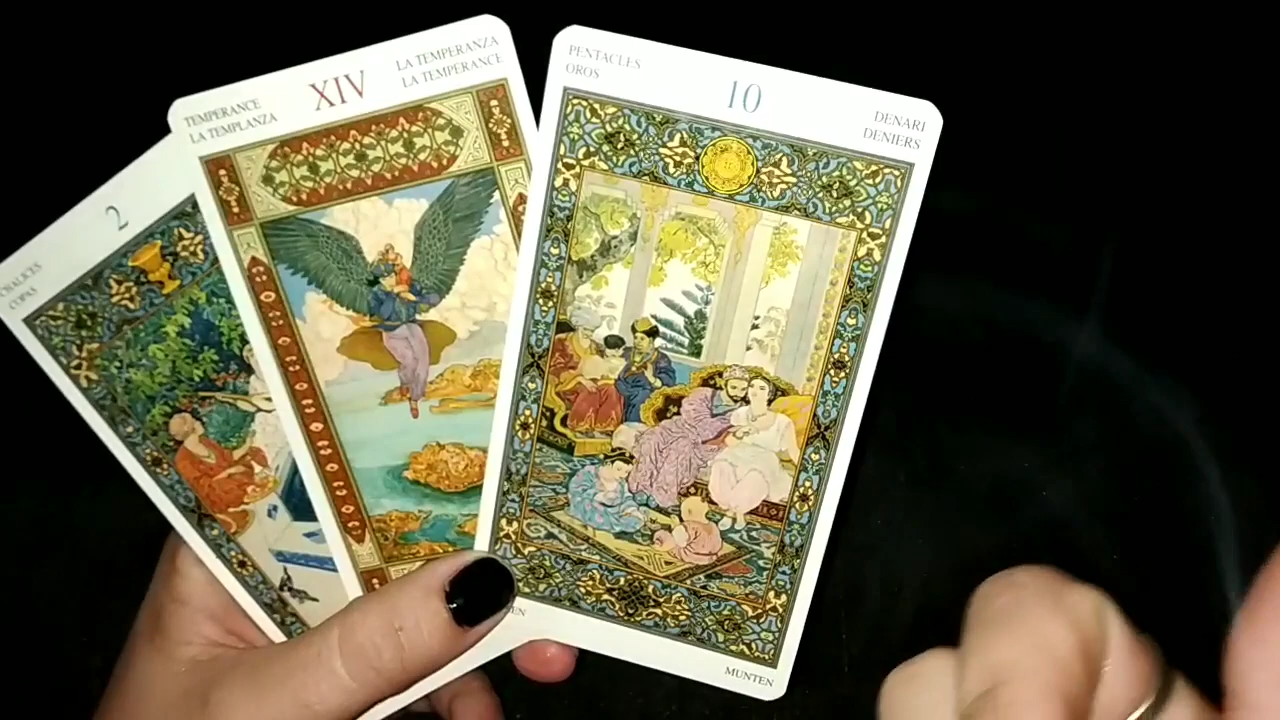 2
CHALICES
COPAS
TEMPERANCE
LA TEMPLANZA
XIV
LA TEMPERANZA
LA TEMPERANCE
PENTACLES
OROS
10
DENARI
DENIERS
MUNTEN